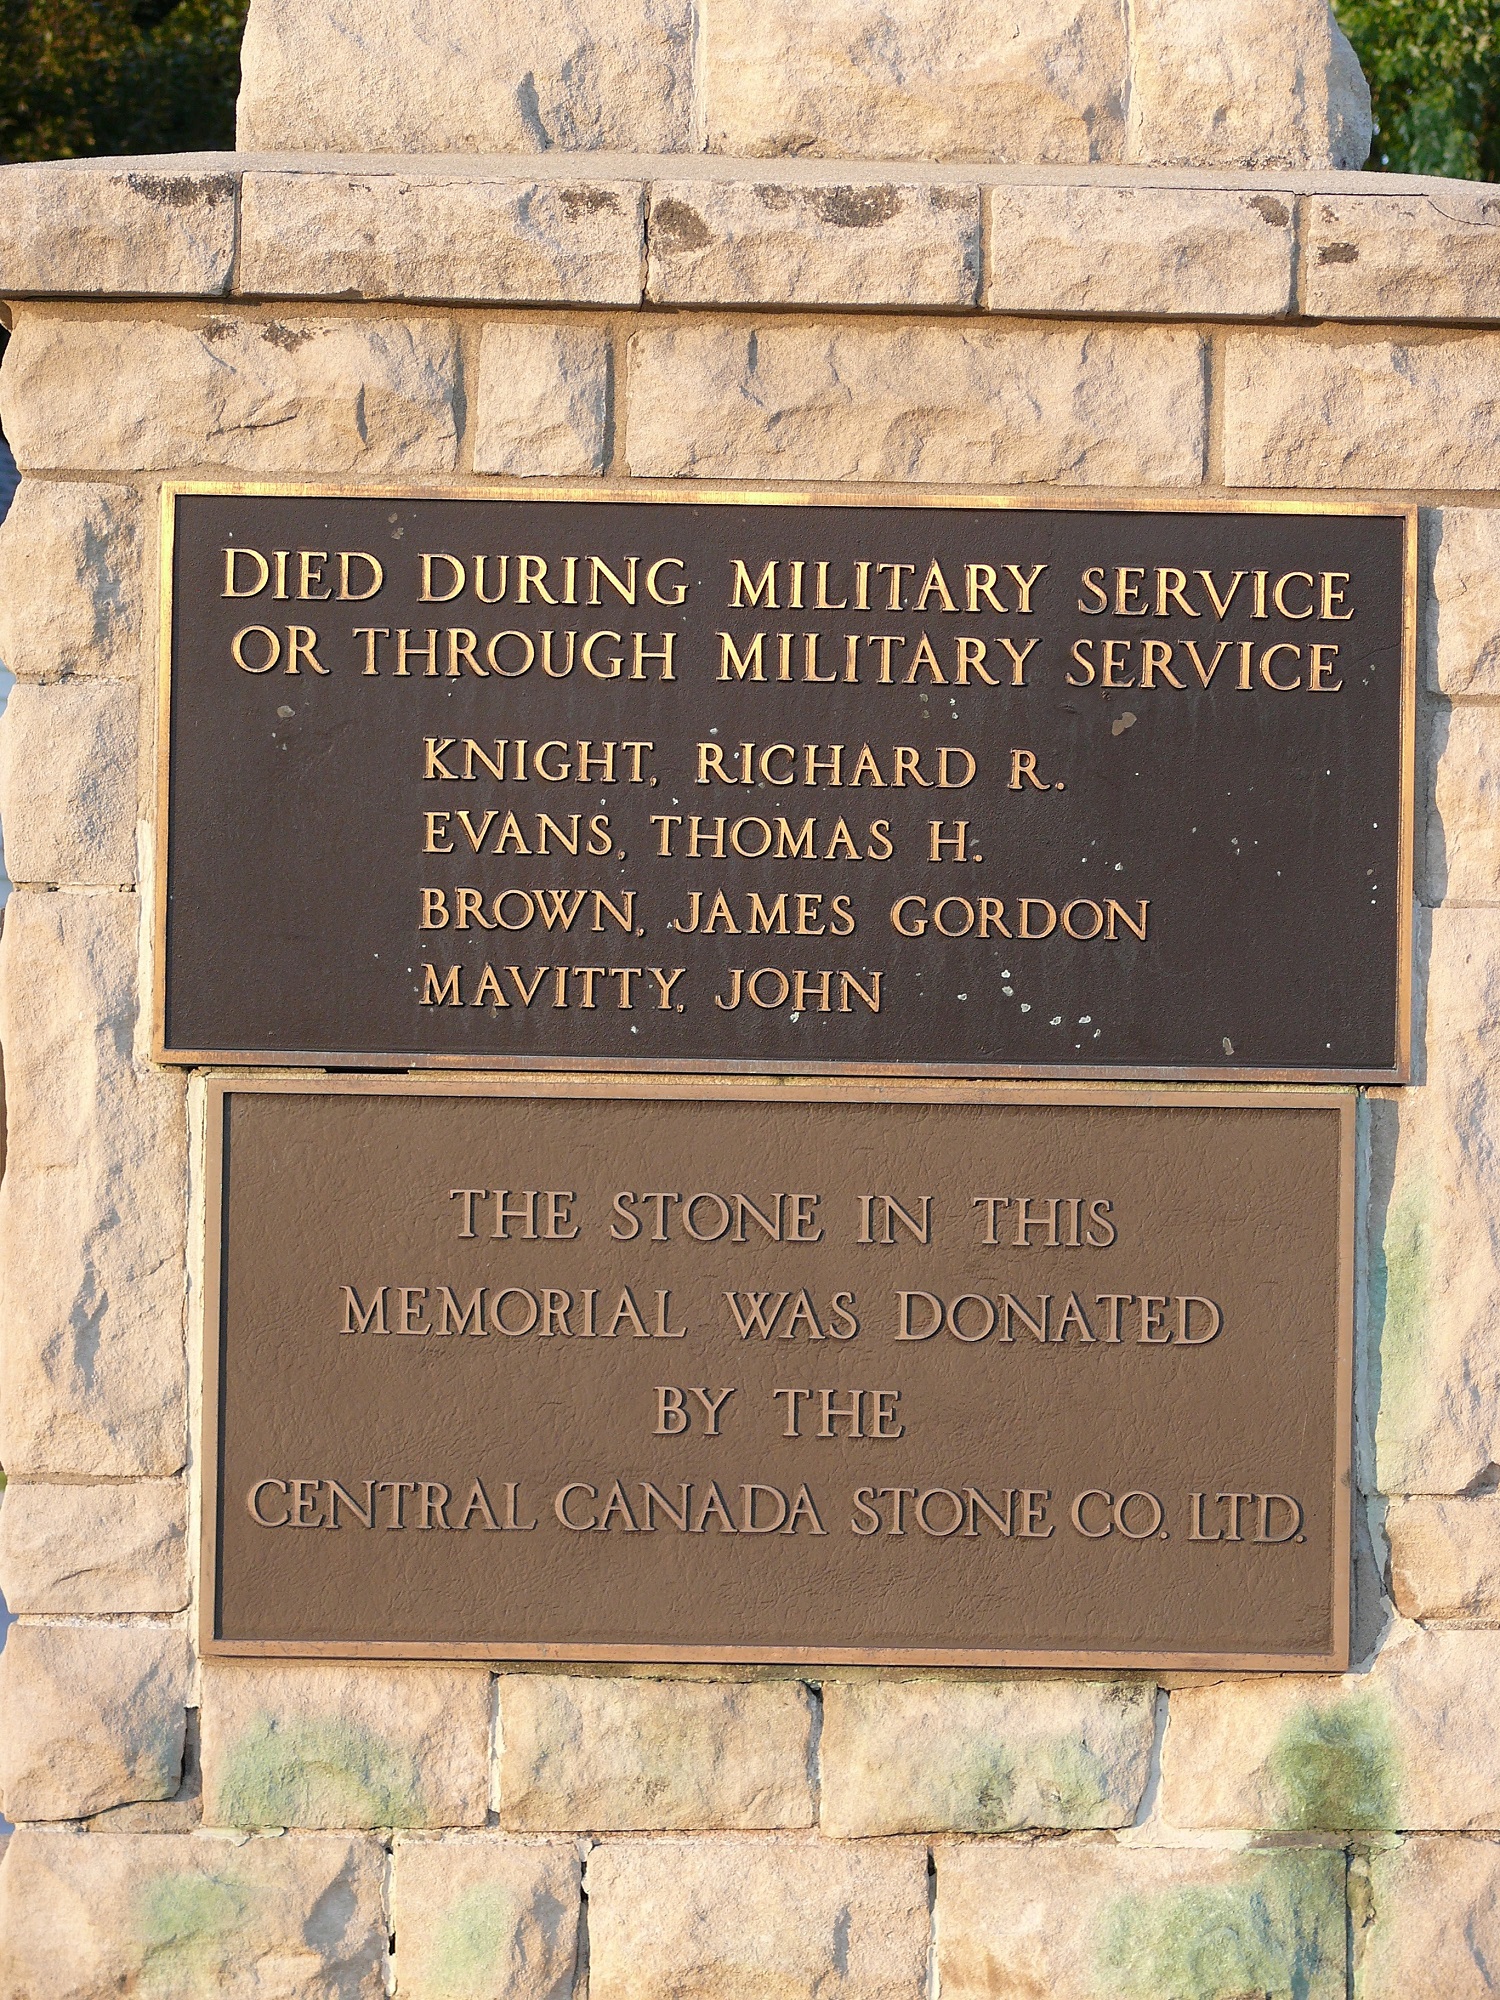 DIED DURING MILITARY SERVICE
OR THROUGH MILITARY SERVICE
KNIGHT, RICHARD R.
EVANS, THOMAS H.
BROWN, JAMES GORDON
MAVITTY, JOHN
THE STONE IN THIS
MEMORIAL WAS DONATED
BY THE
CENTRAL CANADA STONE CO. LTD.